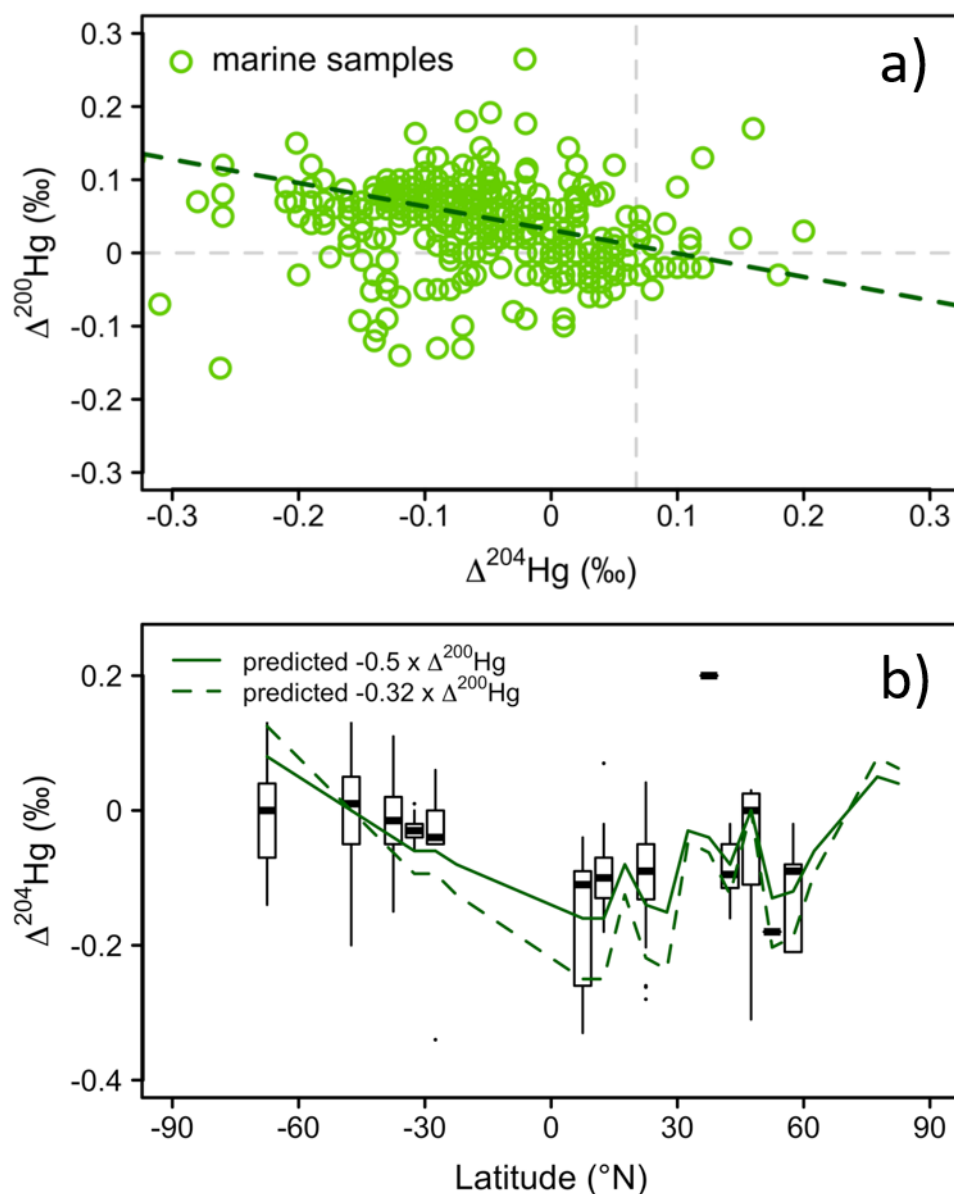 marine samples
a)
0.3
0.2
0.1
0
-0.1
-0.2
-0.3
Δ²⁰⁰Hg (‰)
-0.3 -0.2 -0.1 0 0.1 0.2 0.3
Δ²⁰⁴Hg (‰)
predicted -0.5 x Δ²⁰⁰Hg
predicted -0.32 x Δ²⁰⁰Hg
b)
0.2
0
-0.2
-0.4
Δ²⁰⁴Hg (‰)
-90 -60 -30 0 30 60 90
Latitude (°N)